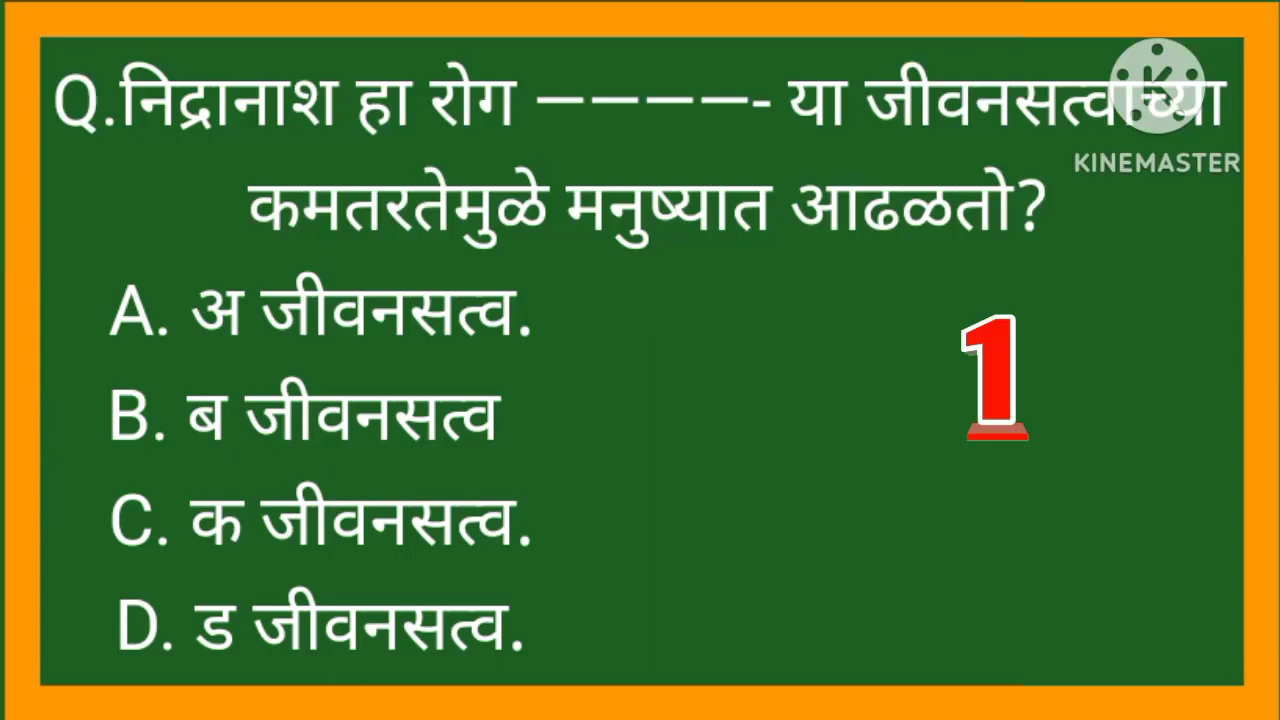 Q.निद्रानाश हा रोग −−−−- या जीवनसत्वाच्या
KINEMASTER
कमतरतेमुळे मनुष्यात आढळतो?
A. अ जीवनसत्व.
1
B. ब जीवनसत्व
C. क जीवनसत्व.
D. ड जीवनसत्व.